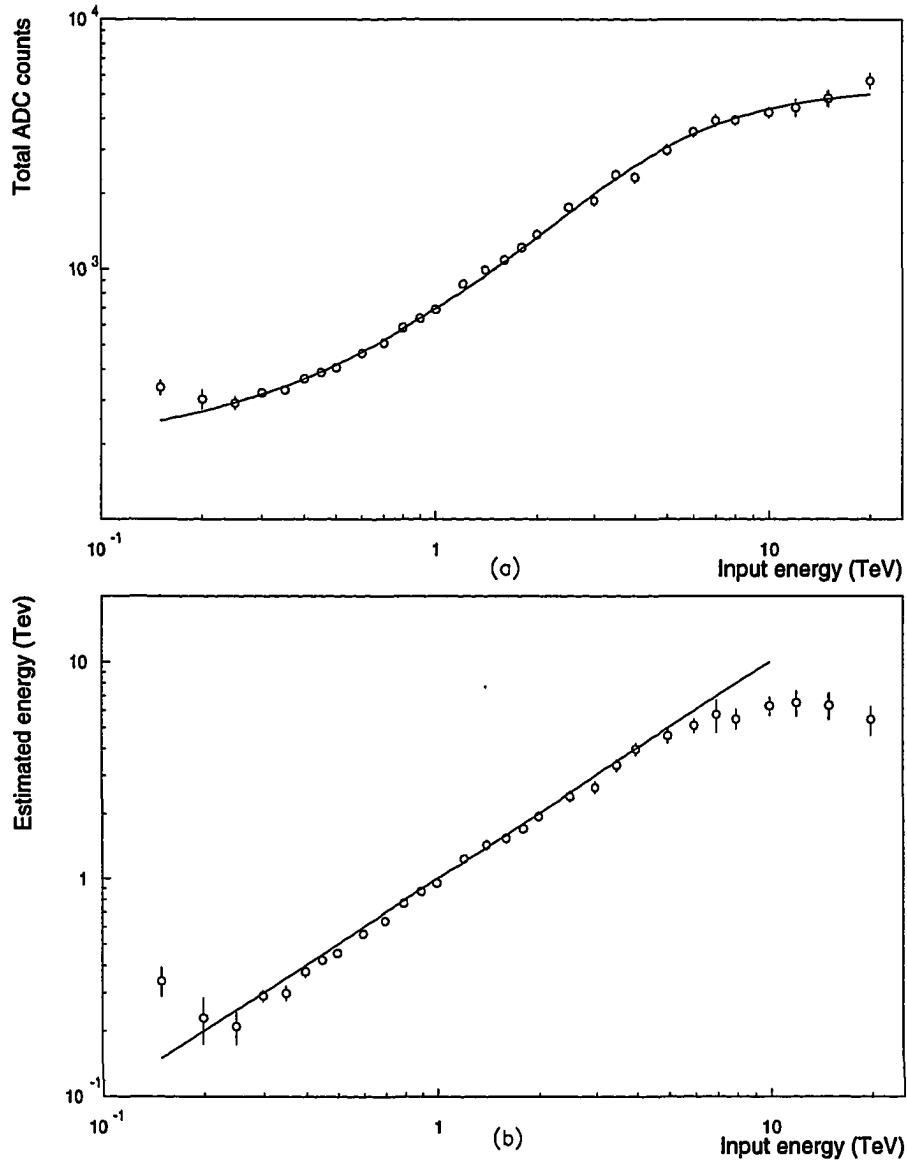 10 4
Total ADC counts
10 3
10 -1
1
10
(a)
Input energy (TeV)
Estimated energy (Tev)
10
1
10 -1
10 -1
1
10
(b)
Input energy (TeV)